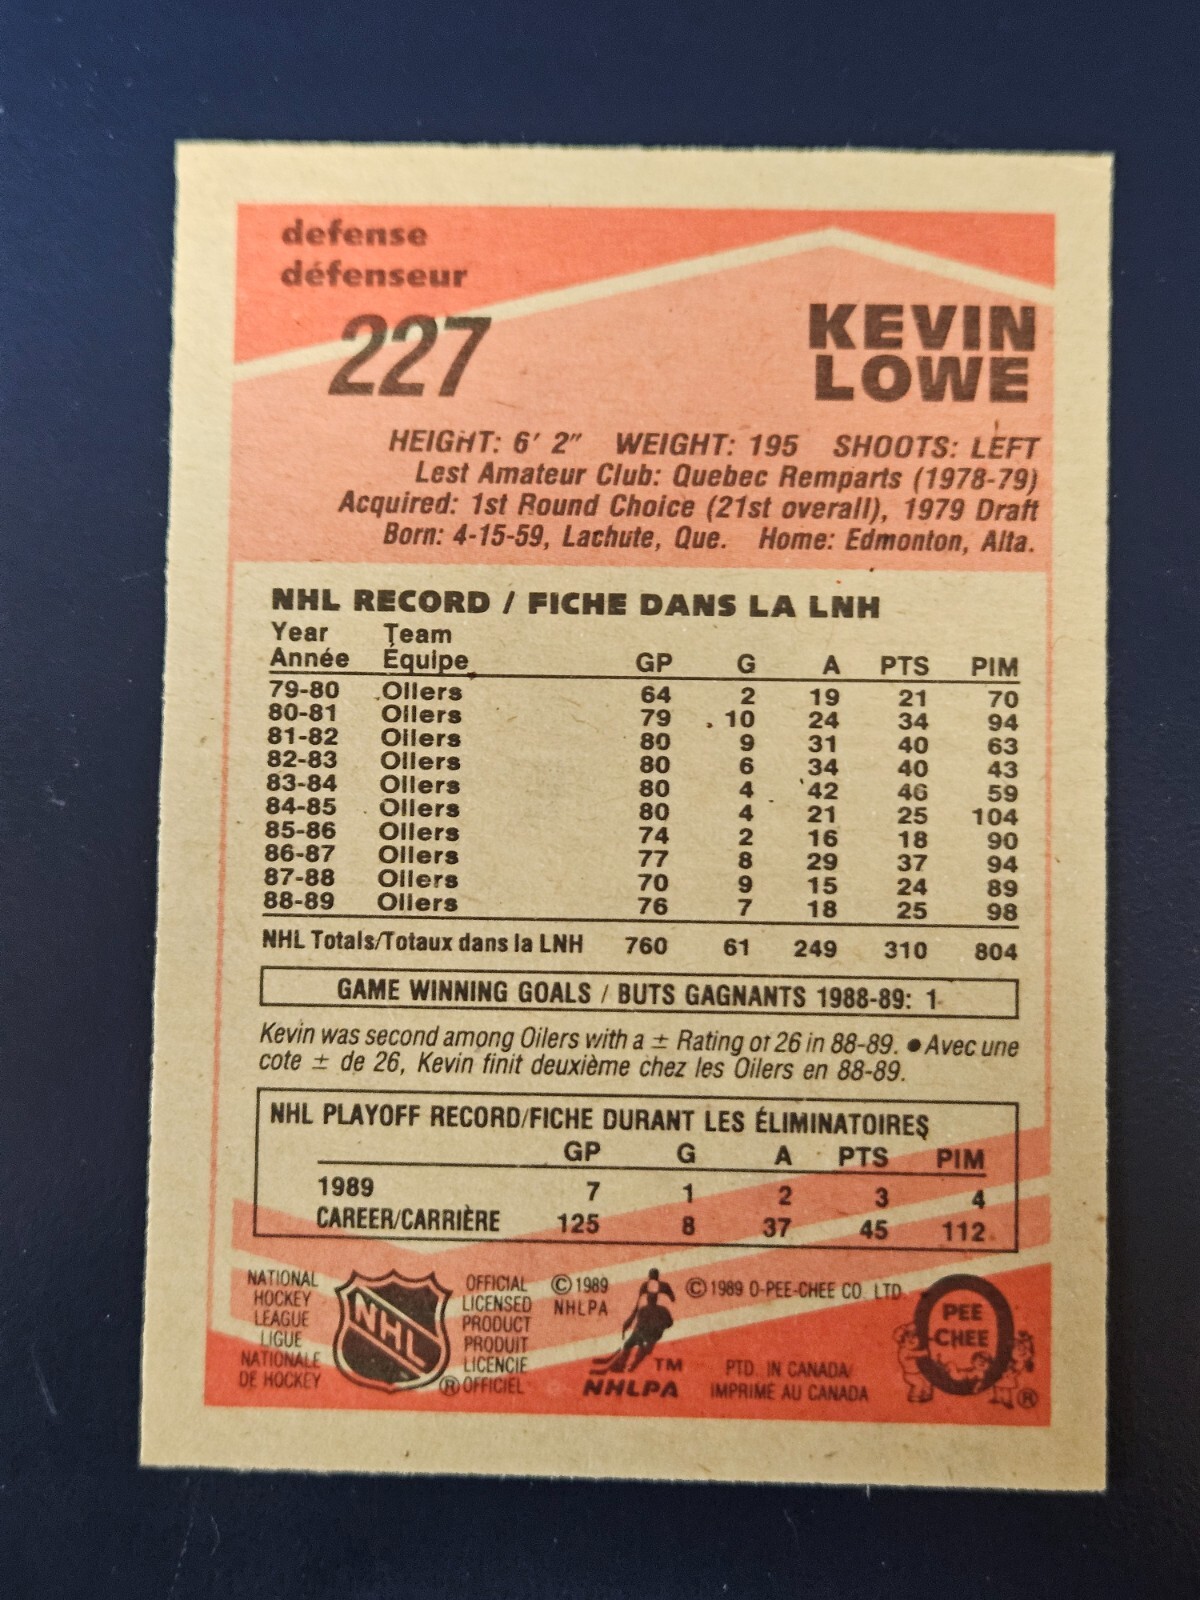 defense
défenseur
227
KEVIN
LOWE
HEIGHT: 6' 2" WEIGHT: 195 SHOOTS: LEFT
Lest Amateur Club: Quebec Remparts (1978-79)
Acquired: 1st Round Choice (21st overall), 1979 Draft
Born: 4-15-59, Lachute, Que. Home: Edmonton, Alta.
NHL RECORD / FICHE DANS LA LNH
Year Team
Année Équipe GP G A PTS PIM
79-80 Oilers 64 2 19 21 70
80-81 Oilers 79 10 24 34 94
81-82 Oilers 80 9 31 40 63
82-83 Oilers 80 6 34 40 43
83-84 Oilers 80 4 42 46 59
84-85 Oilers 80 4 21 25 104
85-86 Oilers 74 2 16 18 90
86-87 Oilers 77 8 29 37 94
87-88 Oilers 70 9 15 24 89
88-89 Oilers 76 7 18 25 98
NHL Totals/Totaux dans la LNH 760 61 249 310 804
GAME WINNING GOALS / BUTS GAGNANTS 1988-89: 1
Kevin was second among Oilers with a ± Rating of 26 in 88-89. ● Avec une
cote ± de 26, Kevin finit deuxième chez les Oilers en 88-89.
NHL PLAYOFF RECORD/FICHE DURANT LES ÉLIMINATOIRES
GP G A PTS PIM
1989 7 1 2 3 4
CAREER/CARRIÈRE 125 8 37 45 112
NATIONAL
HOCKEY
LEAGUE
LIGUE
NATIONALE
DE HOCKEY
NHL
®
OFFICIAL
LICENSED
PRODUCT
PRODUIT
LICENCIÉ
OFFICIEL
©1989
NHLPA
TM
NHLPA
©1989 O-PEE-CHEE CO. LTD.
PTD. IN CANADA/
IMPRIMÉ AU CANADA
O
PEE
CHEE
®